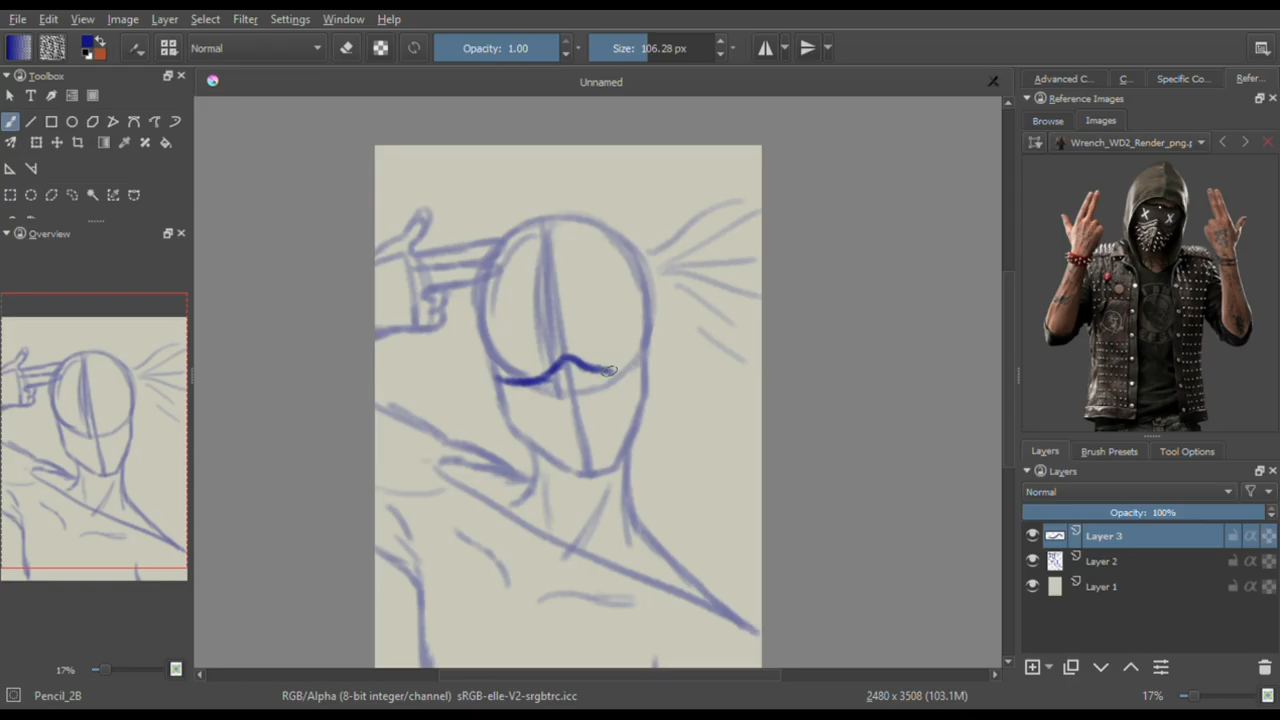 File Edit View Image Layer Select Filter Settings Window Help
Normal
Opacity: 1.00
Size: 106.28 px
Toolbox
Unnamed
Advanced C...
C...
Specific Co...
Refer...
Reference Images
Browse
Images
Wrench_WD2_Render_png.p
Overview
Layers
Brush Presets
Tool Options
Layers
Normal
Opacity: 100%
Layer 3
Layer 2
Layer 1
17%
Pencil_2B
RGB/Alpha (8-bit integer/channel) sRGB-elle-V2-srgbtrc.icc
2480 x 3508 (103.1M)
17%